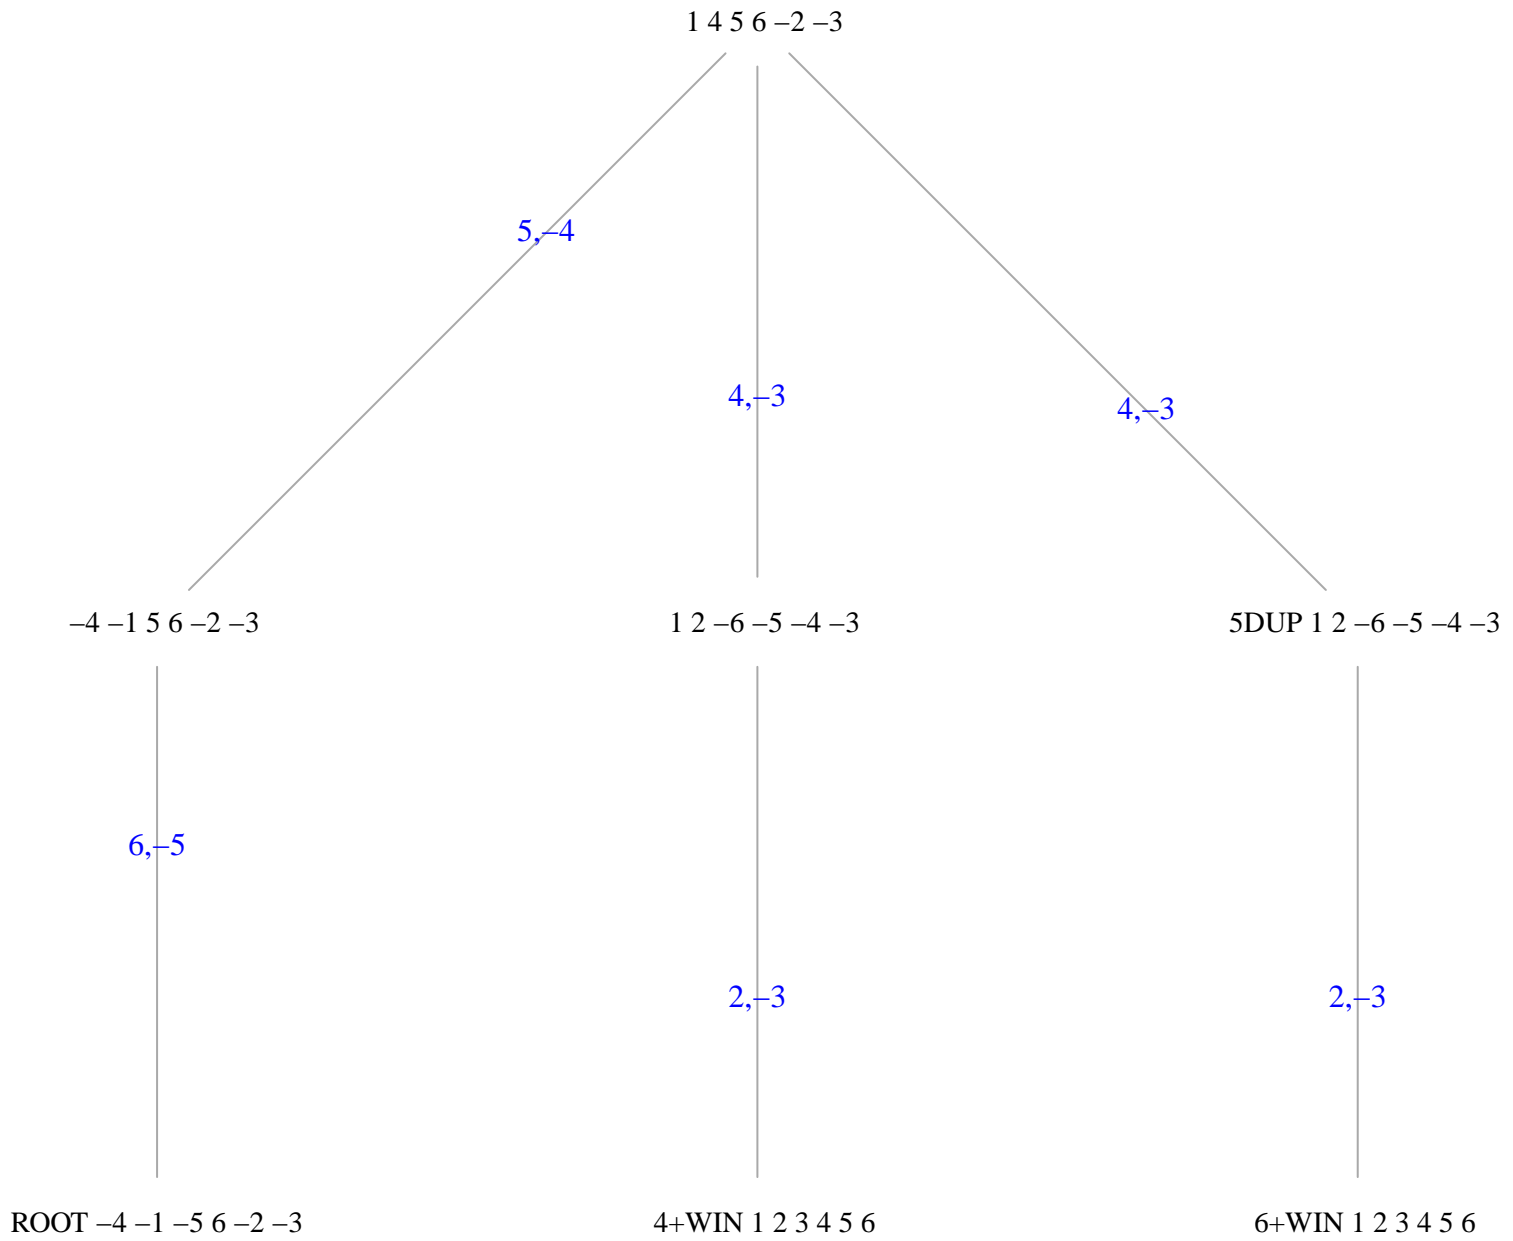 1 4 5 6 –2 –3
5,–4
4,–3
4,–3
–4 –1 5 6 –2 –3
1 2 –6 –5 –4 –3
5DUP 1 2 –6 –5 –4 –3
6,–5
2,–3
2,–3
ROOT –4 –1 –5 6 –2 –3
4+WIN 1 2 3 4 5 6
6+WIN 1 2 3 4 5 6